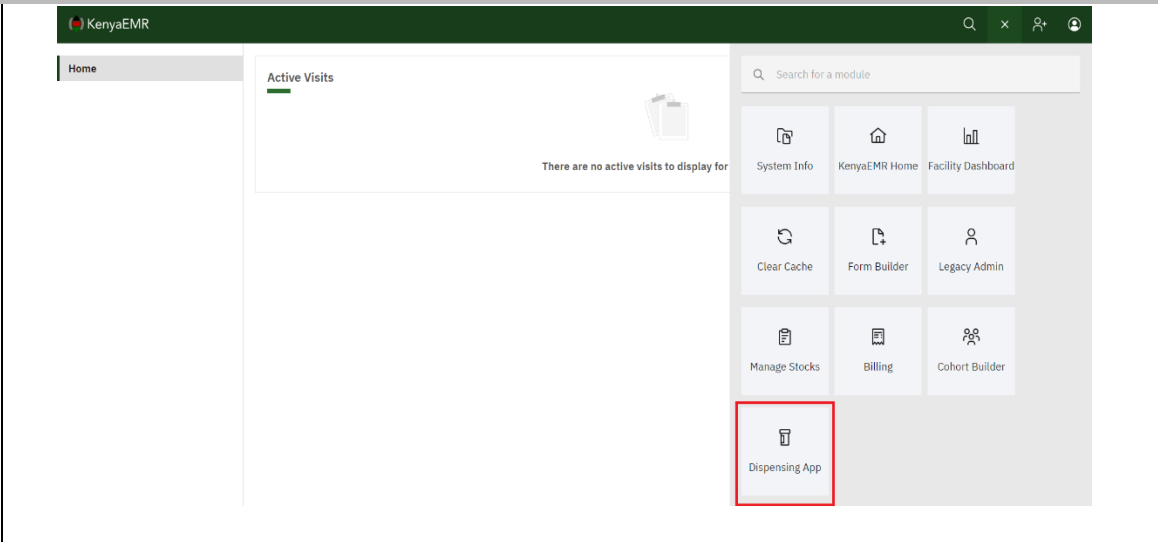 KenyaEMR
Home
Active Visits
There are no active visits to display for
Search for a module
System Info
KenyaEMR Home
Facility Dashboard
Clear Cache
Form Builder
Legacy Admin
Manage Stocks
Billing
Cohort Builder
Dispensing App